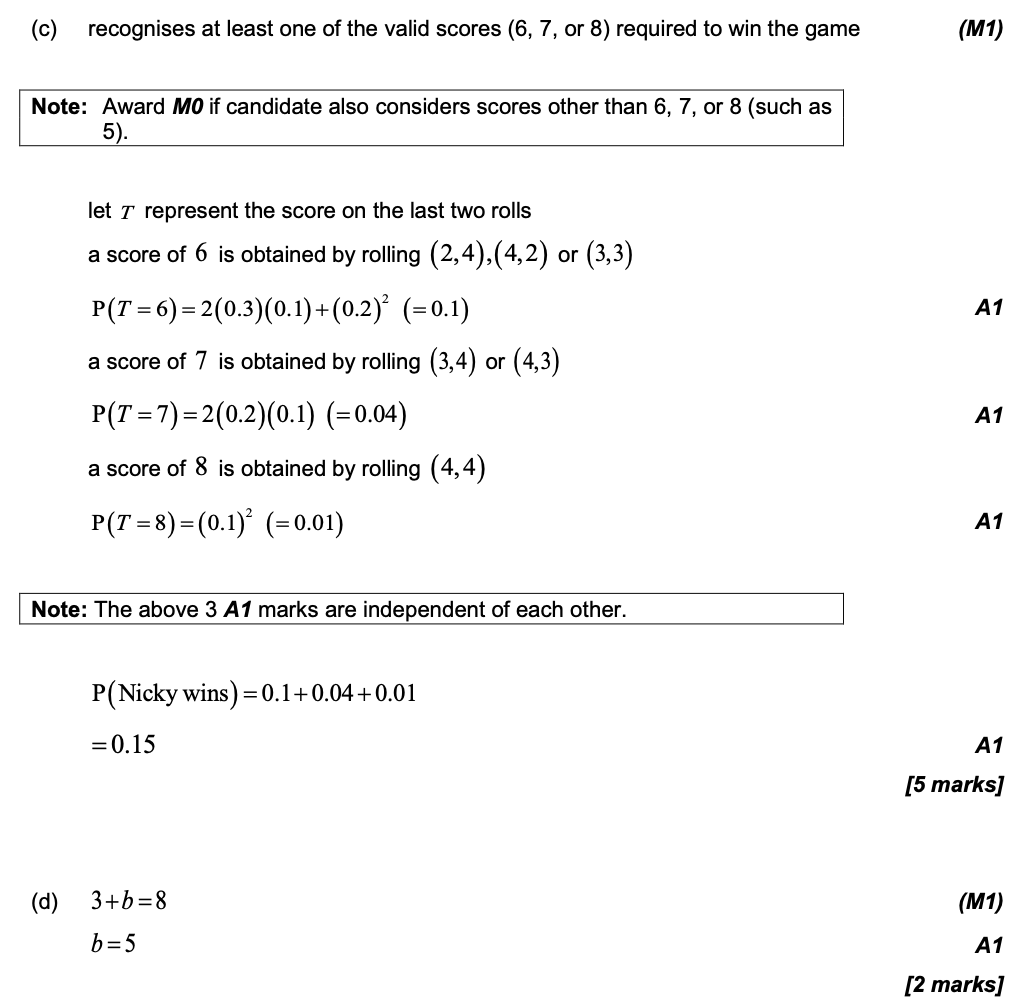 (c) recognises at least one of the valid scores (6, 7, or 8) required to win the game (M1)
Note: Award M0 if candidate also considers scores other than 6, 7, or 8 (such as
5).
let T represent the score on the last two rolls
a score of 6 is obtained by rolling (2,4),(4,2) or (3,3)
P(T = 6) = 2(0.3)(0.1)+(0.2)² (= 0.1) A1
a score of 7 is obtained by rolling (3,4) or (4,3)
P(T = 7) = 2(0.2)(0.1) (= 0.04) A1
a score of 8 is obtained by rolling (4,4)
P(T = 8) = (0.1)² (= 0.01) A1
Note: The above 3 A1 marks are independent of each other.
P(Nicky wins) = 0.1+0.04+0.01
= 0.15 A1
[5 marks]
(d) 3+b=8 (M1)
b=5 A1
[2 marks]